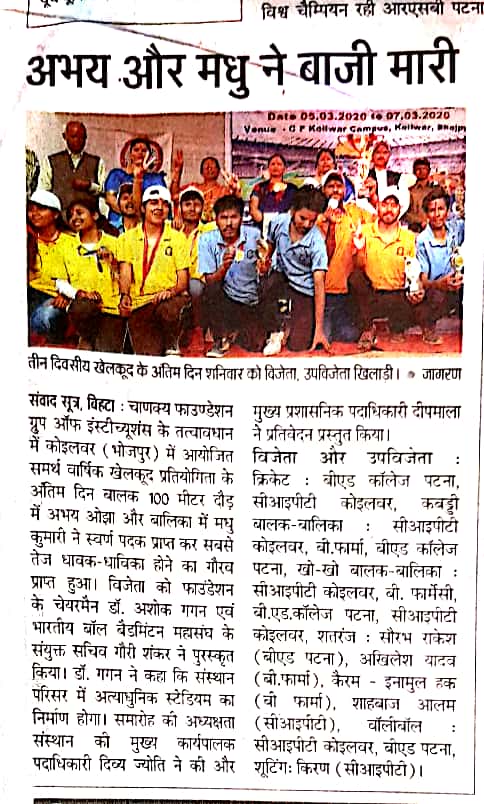 विश्व चैम्पियन रही आरएसबी पटना
अभय और मधु ने बाजी मारी
Date 05.03.2020 to 07.03.2020
Venue - C P Koilwar Campus, Koilwar, Bhojpu
तीन दिवसीय खेलकूद के अंतिम दिन शनिवार को विजेता, उपविजेता खिलाड़ी। • जागरण
संवाद सूत्र, बिहटा : चाणक्य फाउण्डेशन
ग्रुप ऑफ इंस्टीच्यूशंस के तत्वावधान
में कोइलवर (भोजपुर) में आयोजित
समर्थ वार्षिक खेलकूद प्रतियोगिता के
अंतिम दिन बालक 100 मीटर दौड़
में अभय ओझा और बालिका में मधु
कुमारी ने स्वर्ण पदक प्राप्त कर सबसे
तेज धावक-धाविका होने का गौरव
प्राप्त हुआ। विजेता को फाउंडेशन
के चेयरमैन डॉ. अशोक गगन एवं
भारतीय बॉल बैडमिंटन महासंघ के
संयुक्त सचिव गौरी शंकर ने पुरस्कृत
किया। डॉ. गगन ने कहा कि संस्थान
परिसर में अत्याधुनिक स्टेडियम का
निर्माण होगा। समारोह की अध्यक्षता
संस्थान की मुख्य कार्यपालक
पदाधिकारी दिव्य ज्योति ने की और
मुख्य प्रशासनिक पदाधिकारी दीपमाला
ने प्रतिवेदन प्रस्तुत किया।
विजेता और उपविजेता :
क्रिकेट : बीएड कॉलेज पटना,
सीआइपीटी कोइलवर, कबड्डी
बालक-बालिका : सीआइपीटी
कोइलवर, बी.फार्मा, बीएड कॉलेज
पटना, खो-खो बालक-बालिका :
सीआइपीटी कोइलवर, बी. फार्मेसी,
बी.एड.कॉलेज पटना, सीआइपीटी
कोइलवर, शतरंज : सौरभ राकेश
(बीएड पटना), अखिलेश यादव
(बी.फार्मा), कैरम - इनामुल हक
(बी फार्मा), शाहबाज आलम
(सीआइपीटी), वॉलीबॉल :
सीआइपीटी कोइलवर, बीएड पटना,
शूटिंग: किरण (सीआइपीटी)।